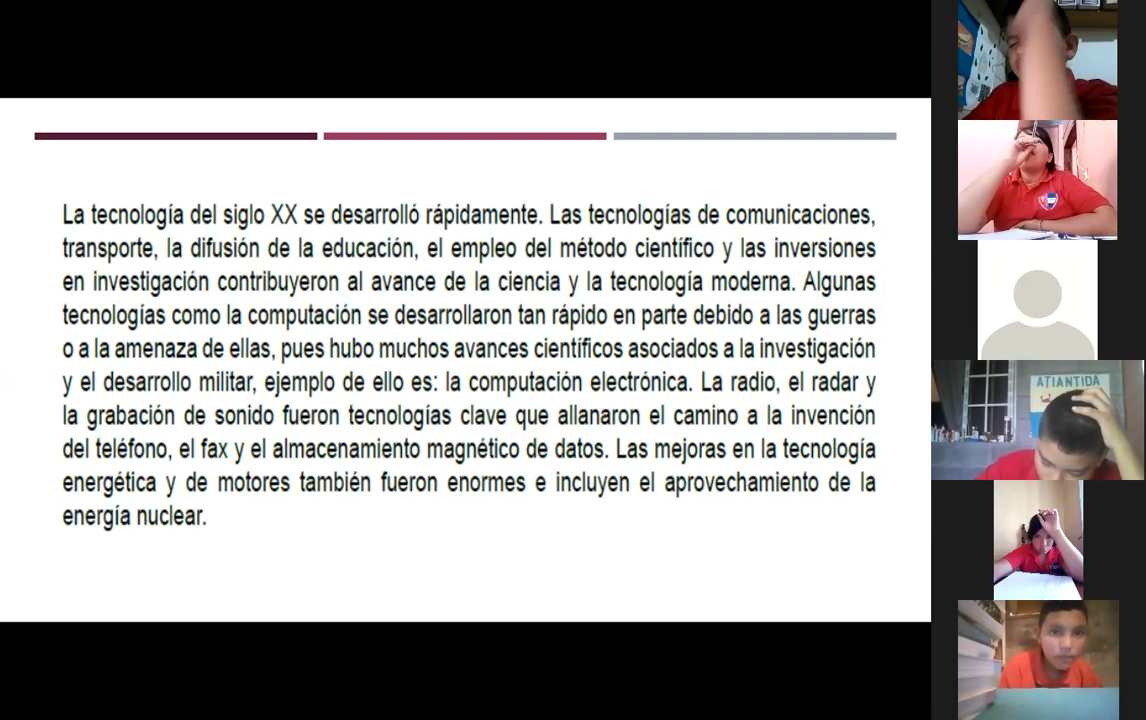 La tecnología del siglo XX se desarrolló rápidamente. Las tecnologías de comunicaciones,
transporte, la difusión de la educación, el empleo del método científico y las inversiones
en investigación contribuyeron al avance de la ciencia y la tecnología moderna. Algunas
tecnologías como la computación se desarrollaron tan rápido en parte debido a las guerras
o a la amenaza de ellas, pues hubo muchos avances científicos asociados a la investigación
y el desarrollo militar, ejemplo de ello es: la computación electrónica. La radio, el radar y
la grabación de sonido fueron tecnologías clave que allanaron el camino a la invención
del teléfono, el fax y el almacenamiento magnético de datos. Las mejoras en la tecnología
energética y de motores también fueron enormes e incluyen el aprovechamiento de la
energía nuclear.
ATIANTIDA